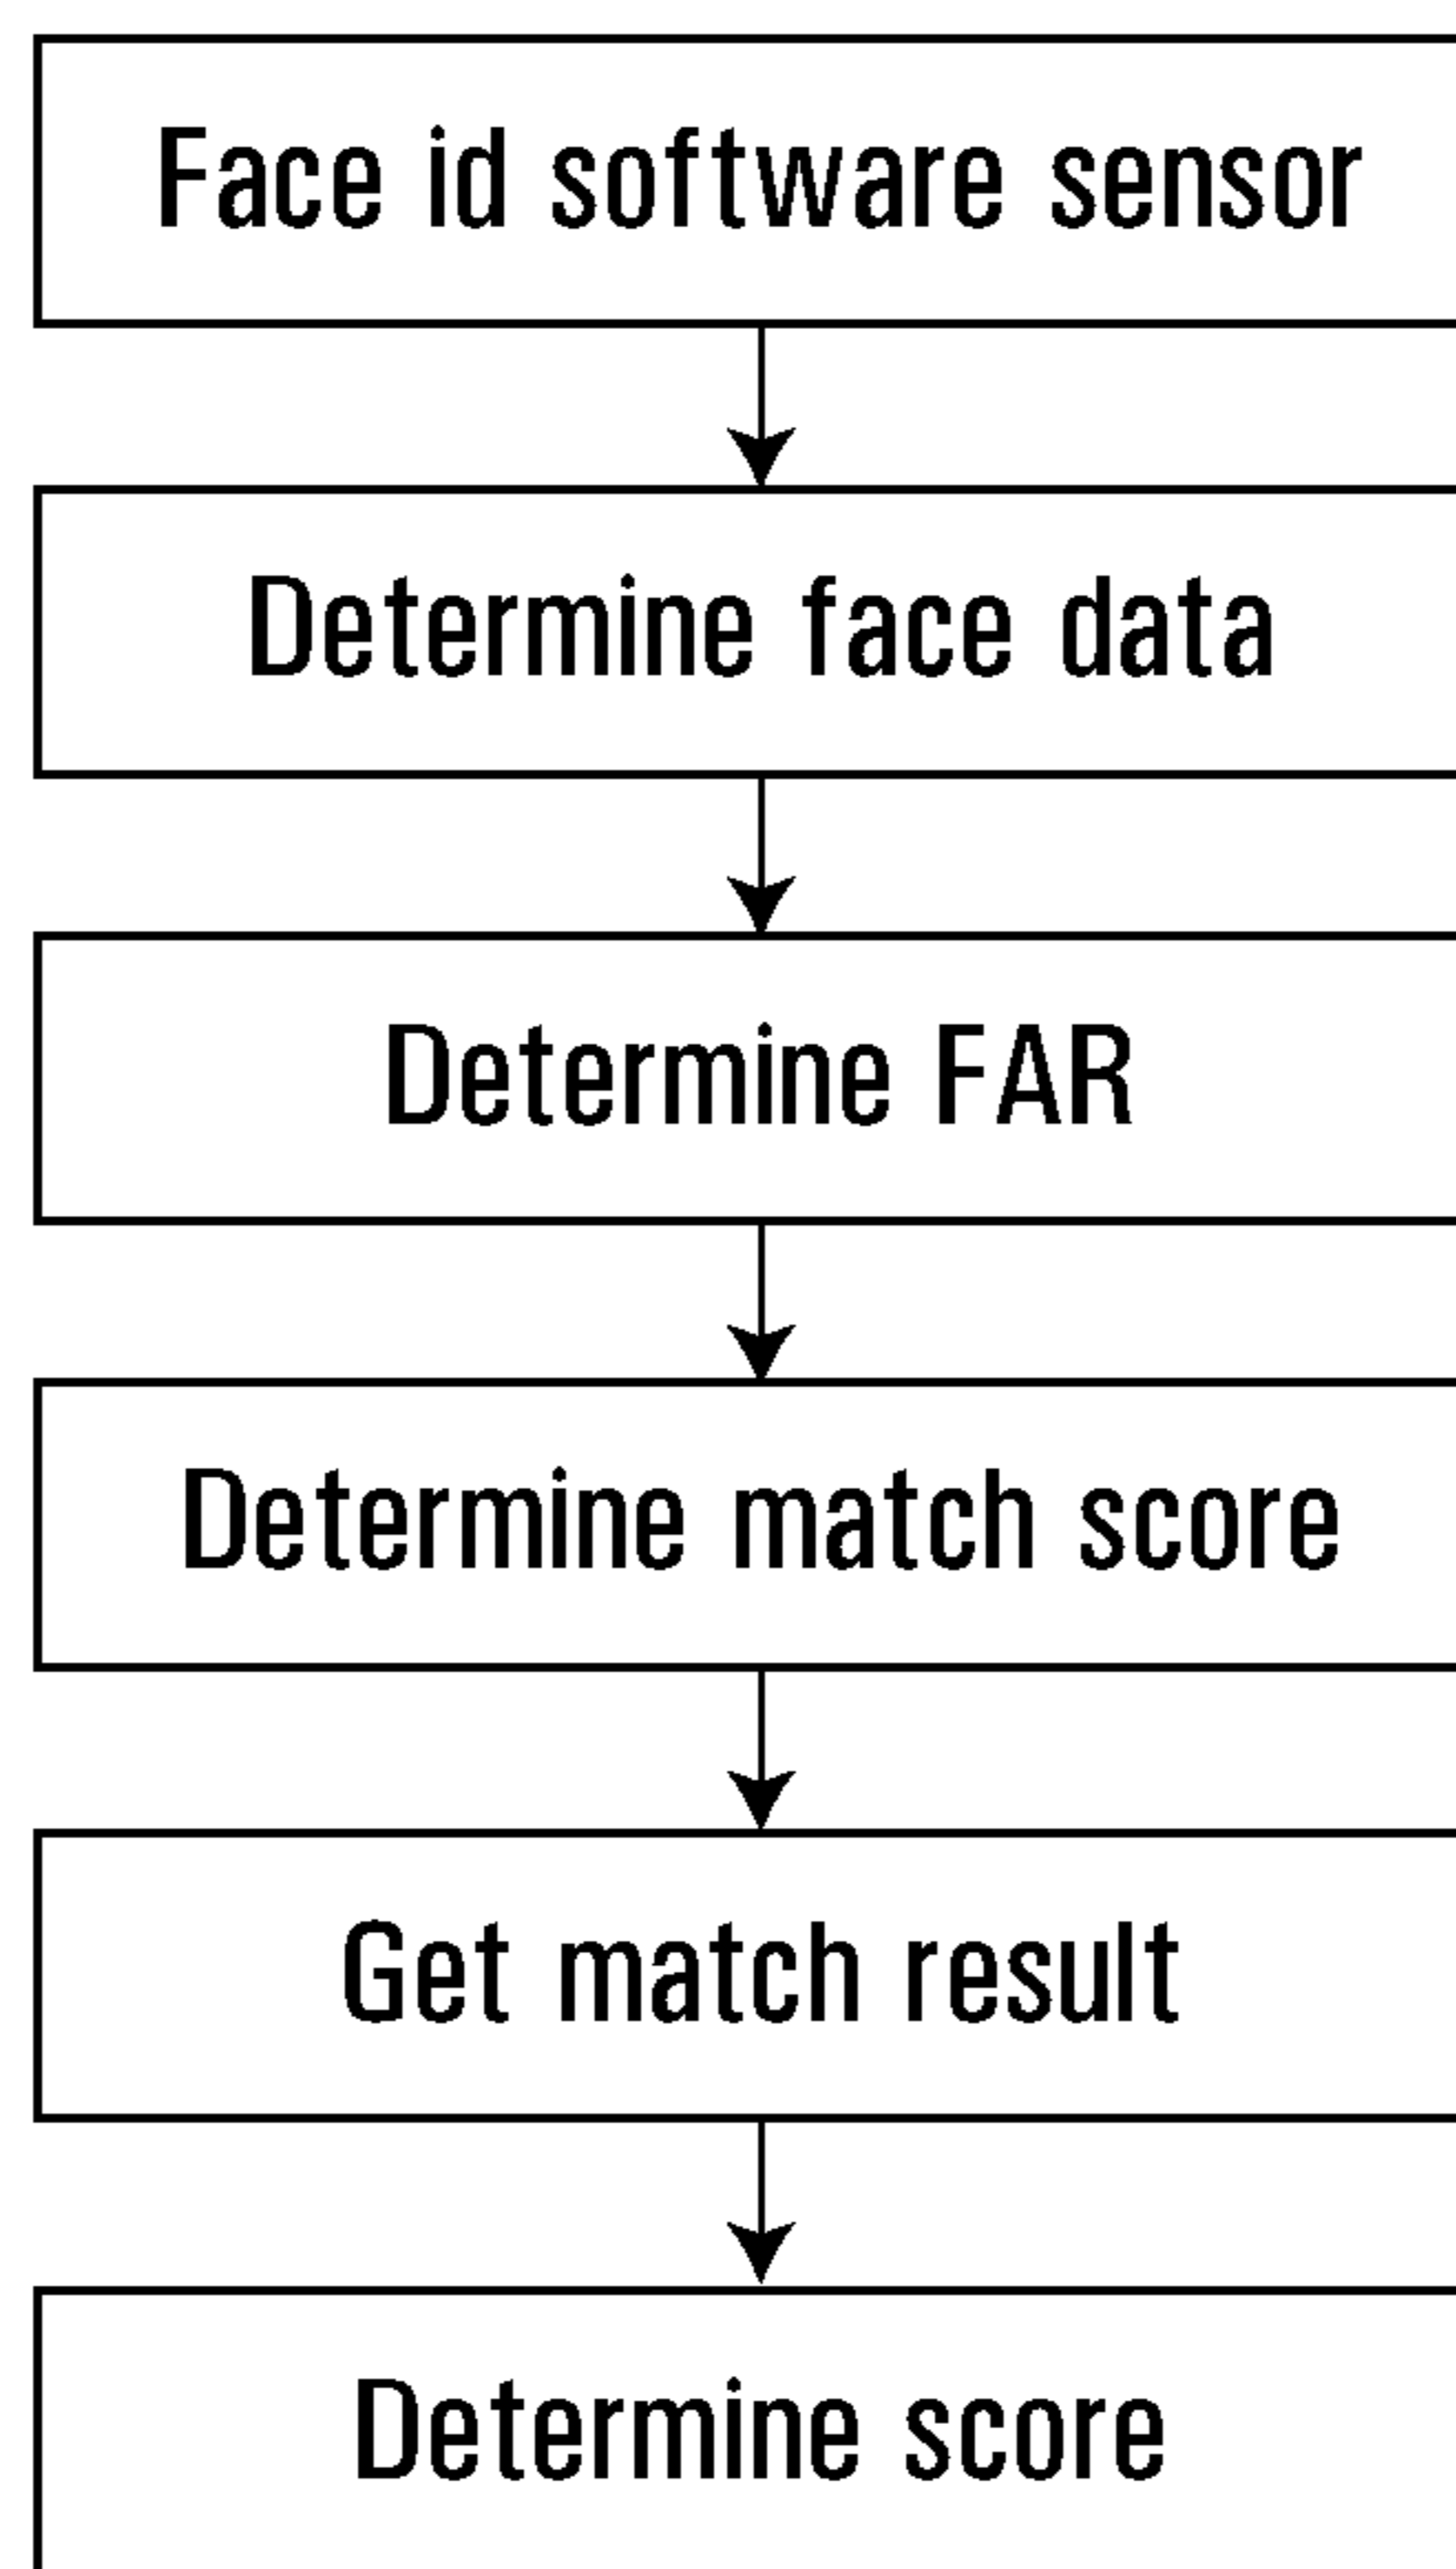 Face id software sensor
Determine face data
Determine FAR
Determine match score
Get match result
Determine score